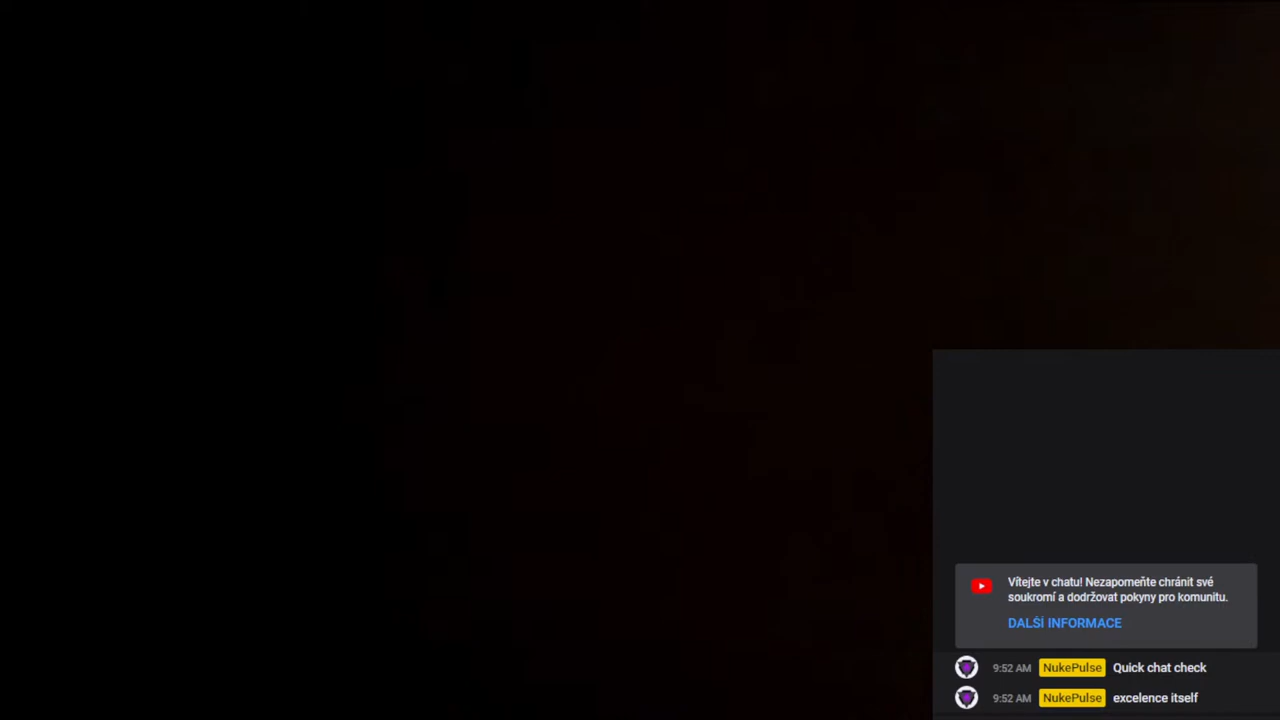 Vítejte v chatu! Nezapomeňte chránit své
soukromí a dodržovat pokyny pro komunitu.
DALŠÍ INFORMACE
9:52 AM NukePulse Quick chat check
9:52 AM NukePulse excelence itself